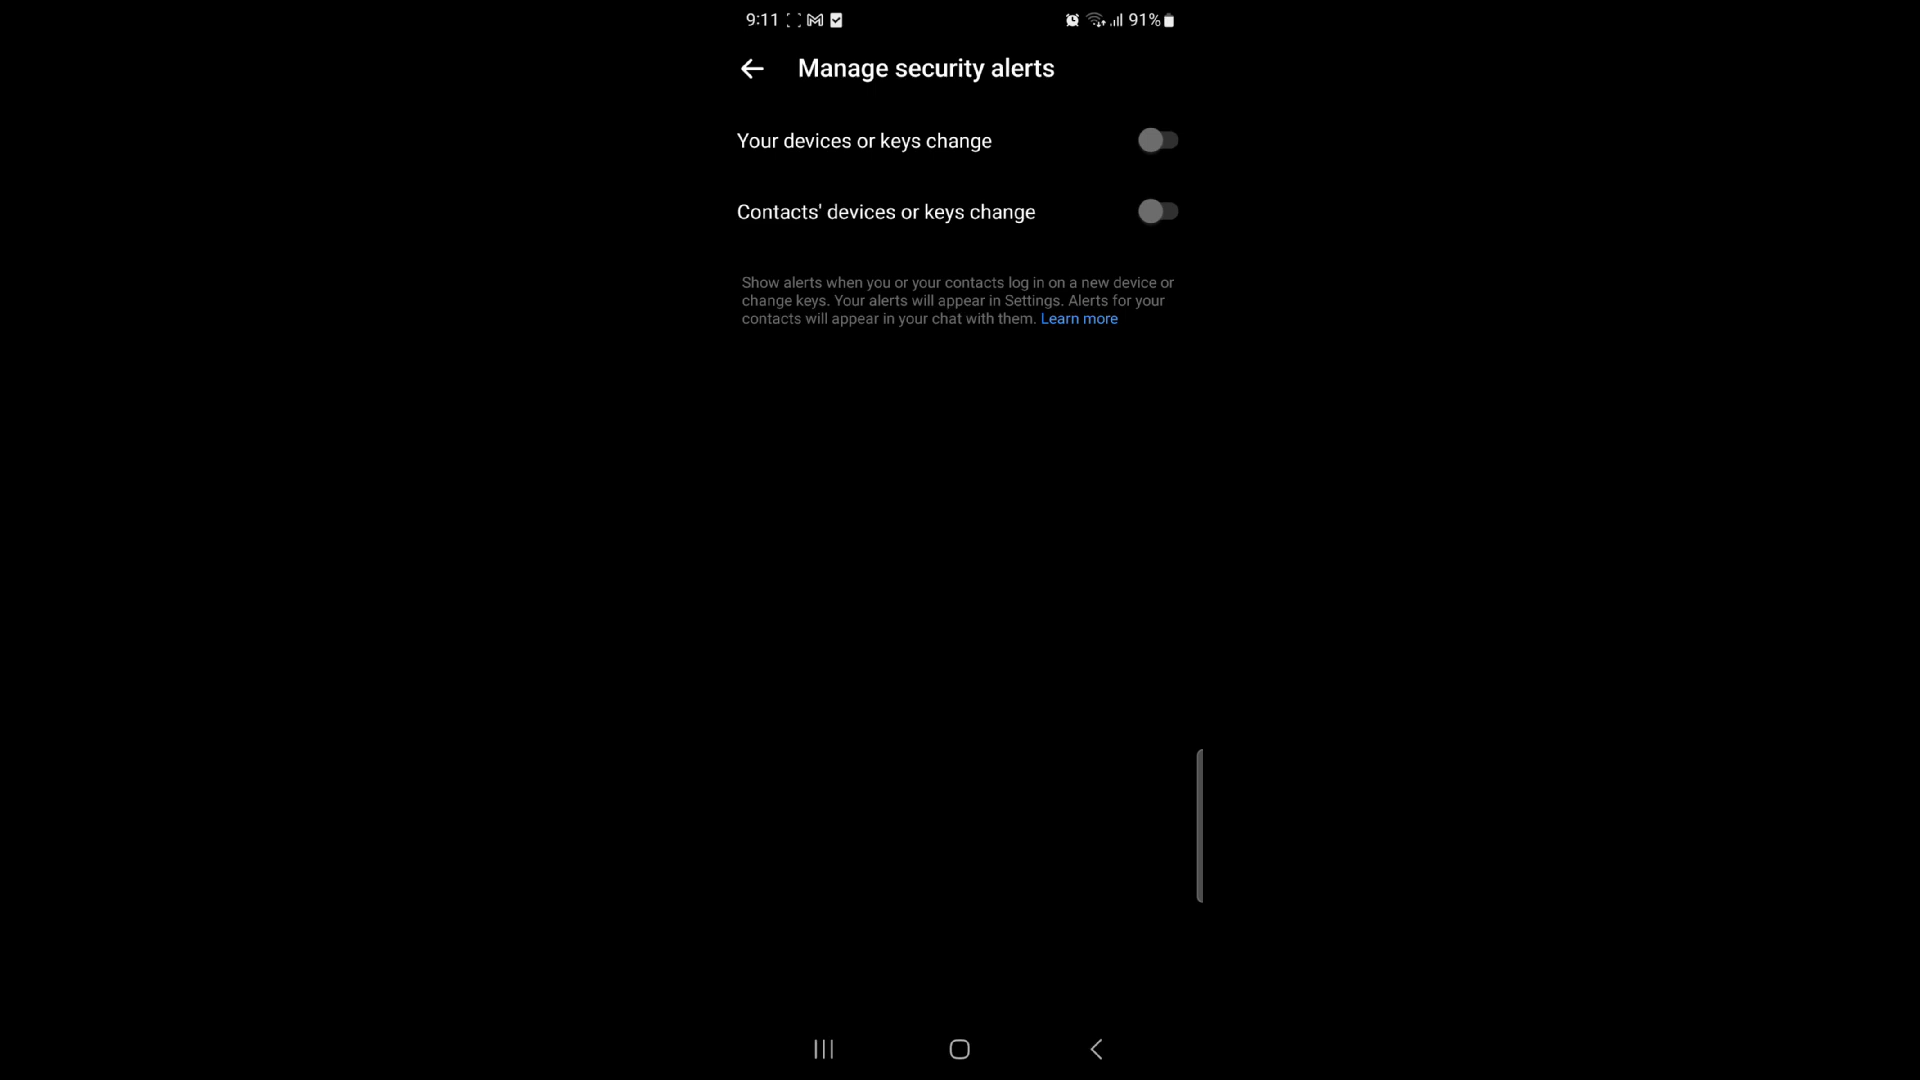 9:11 91%
Manage security alerts
Your devices or keys change
Contacts' devices or keys change
Show alerts when you or your contacts log in on a new device or
change keys. Your alerts will appear in Settings. Alerts for your
contacts will appear in your chat with them. Learn more